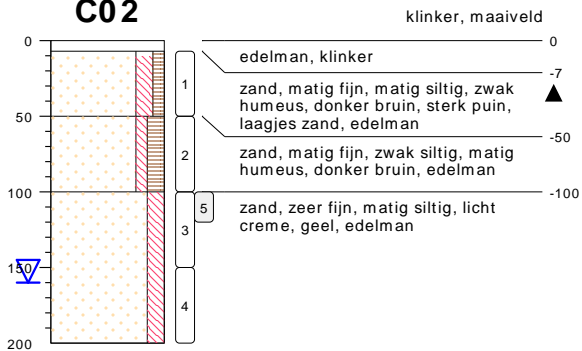 C02
klinker, maaiveld
0
0
edelman, klinker
-7
1
zand, matig fijn, matig siltig, zwak
humeus, donker bruin, sterk puin,
laagjes zand, edelman
50
-50
2
zand, matig fijn, zwak siltig, matig
humeus, donker bruin, edelman
100
-100
5
zand, zeer fijn, matig siltig, licht
creme, geel, edelman
3
150
4
200